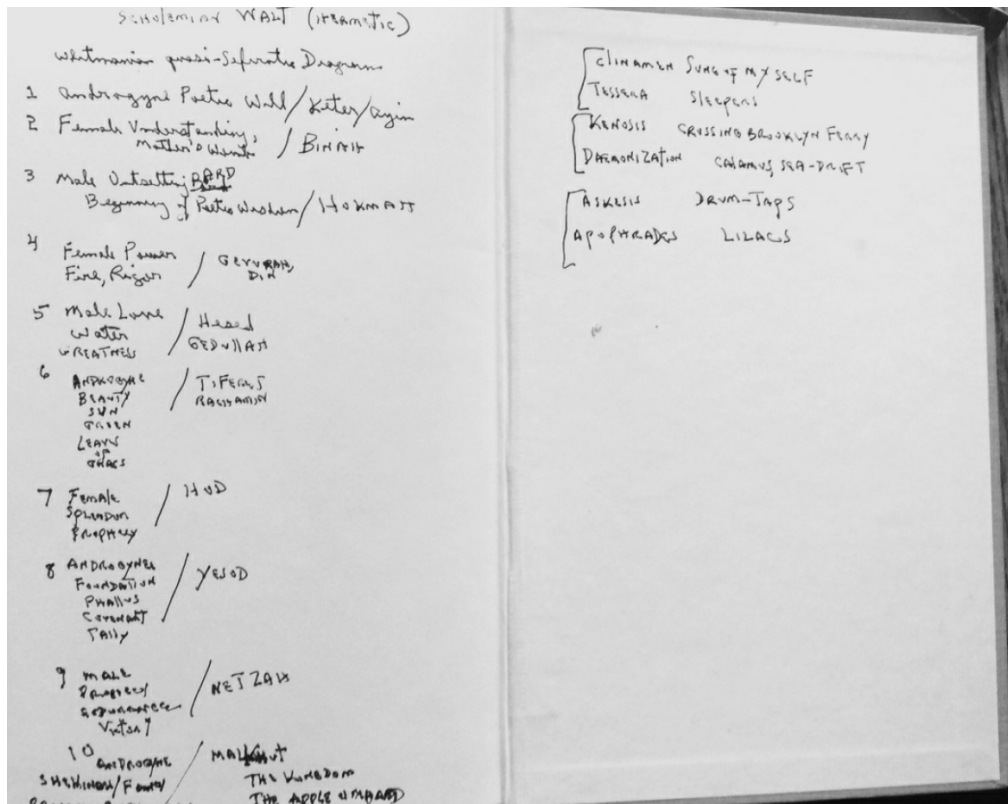 SCHOLEMIAN WALT (HERMETIC)
Whitmanian quasi-Sefirotic Diagram
1 Androgyne Poetic Will / Keter / Ayin
2 Female Understanding,
Matter's Womb / BINAH
3 Male Unsettling BARD
Beginning of Poetic Wisdom / HOKMAH
4 Female Power
Fire, Rigor / GEVURAH,
DIN
5 Male Love / Hesed
Water
GREATNESS GEDULLAH
6 ANDROGYNE / TIFERET
BEAUTY RACHAMIM
SUN
GREEN
LEAVES
OF
GRASS
7 FEMALE / HOD
SPLENDOR
PROPHECY
8 ANDROGYNE
FOUNDATION / YESOD
PHALLUS
COVENANT
TALLY
9 MALE
PROPHECY / NETZAH
ENDURANCE
Victory
10 ANDROGYNE / MALKHUT
SHEKHINAH / THE KINGDOM
THE APPLE
CLINAMEN SONG OF MYSELF
TESSERA SLEEPERS
KENOSIS CROSSING BROOKLYN FERRY
DAEMONIZATION CALAMUS, SEA-DRIFT
ASKESIS DRUM-TAPS
APOPHRADES LILACS